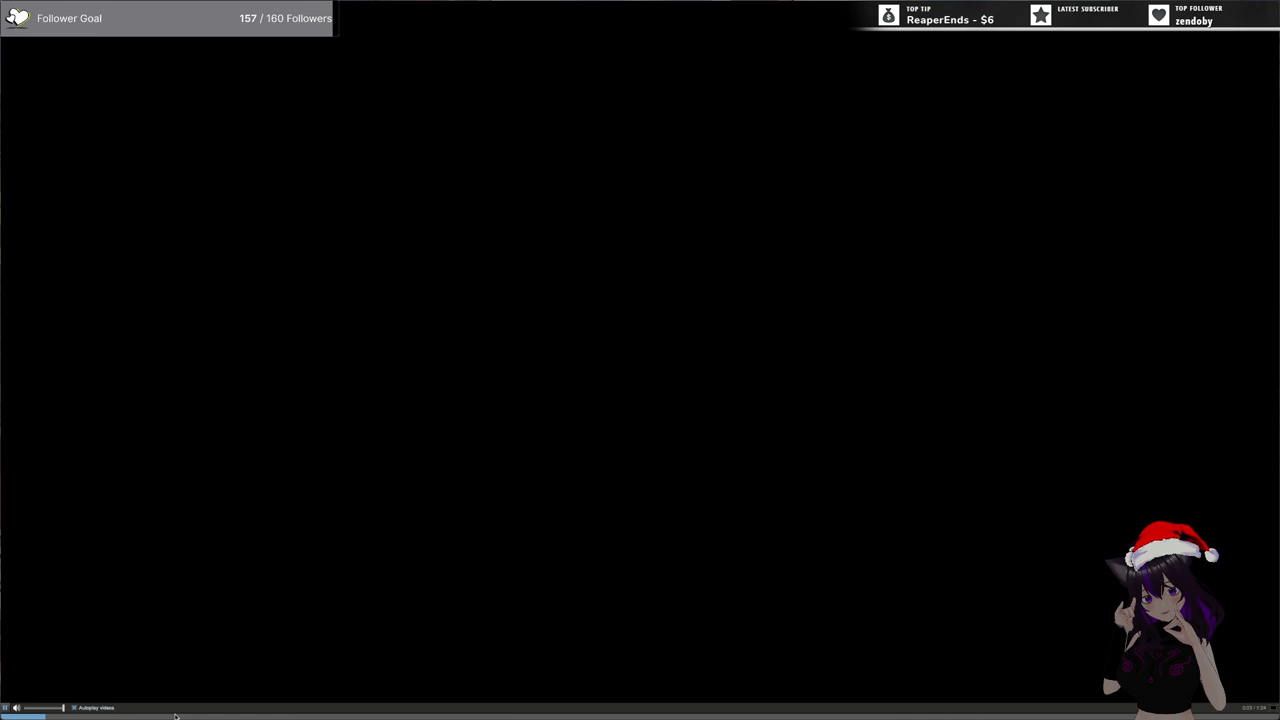 Follower Goal
157 / 160 Followers
TOP TIP
ReaperEnds - $6
LATEST SUBSCRIBER
TOP FOLLOWER
zendoby
Autoplay videos